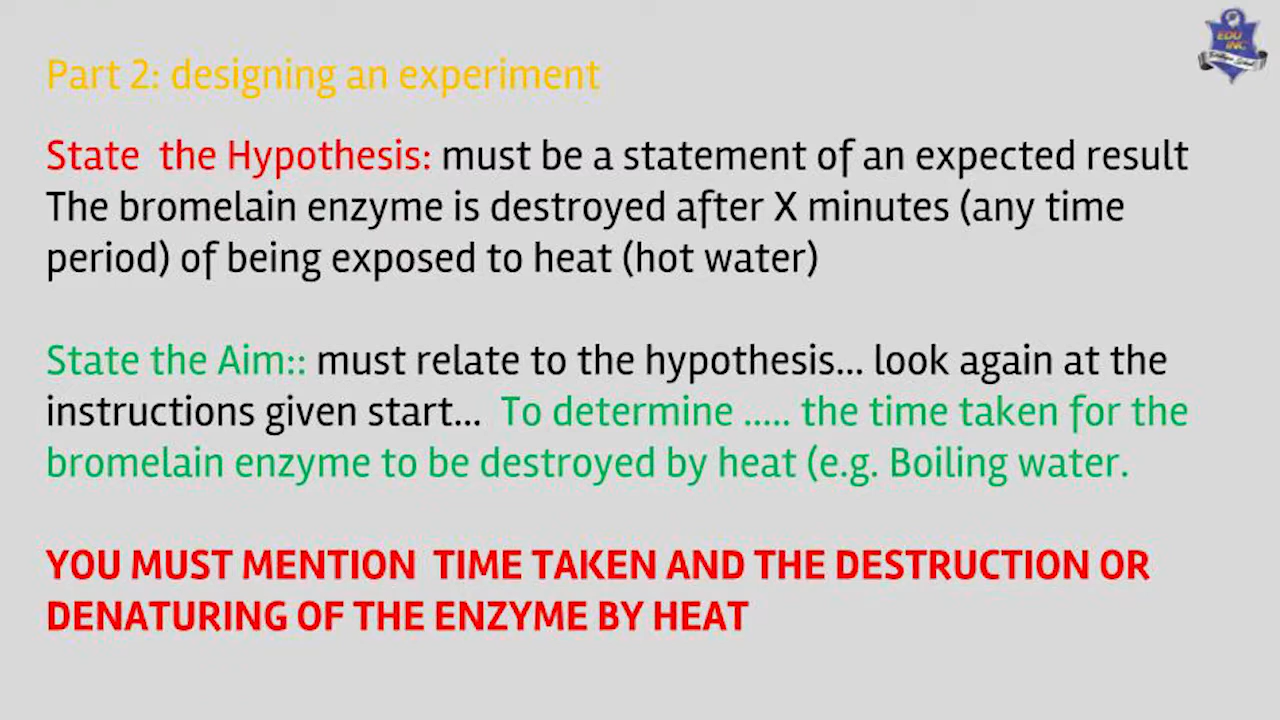 EDU
INC
Part 2: designing an experiment
State the Hypothesis: must be a statement of an expected result
The bromelain enzyme is destroyed after X minutes (any time
period) of being exposed to heat (hot water)
State the Aim:: must relate to the hypothesis... look again at the
instructions given start... To determine ..... the time taken for the
bromelain enzyme to be destroyed by heat (e.g. Boiling water.
YOU MUST MENTION TIME TAKEN AND THE DESTRUCTION OR
DENATURING OF THE ENZYME BY HEAT